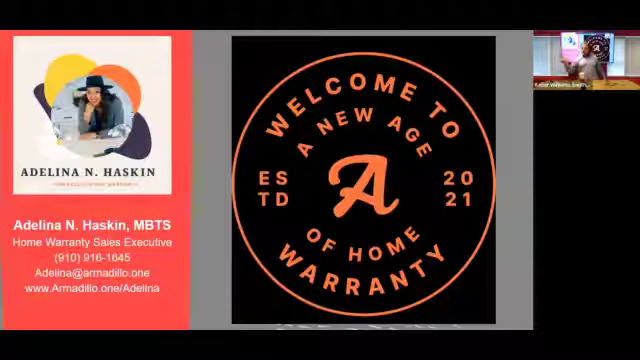 ADELINA N. HASKIN
Adelina N. Haskin, MBTS
Home Warranty Sales Executive
(910) 916-1645
Adelina@armadillo.one
www.Armadillo.one/Adelina
WELCOME TO
A NEW AGE
ES 20
TD 21
A
OF HOME
WARRANTY